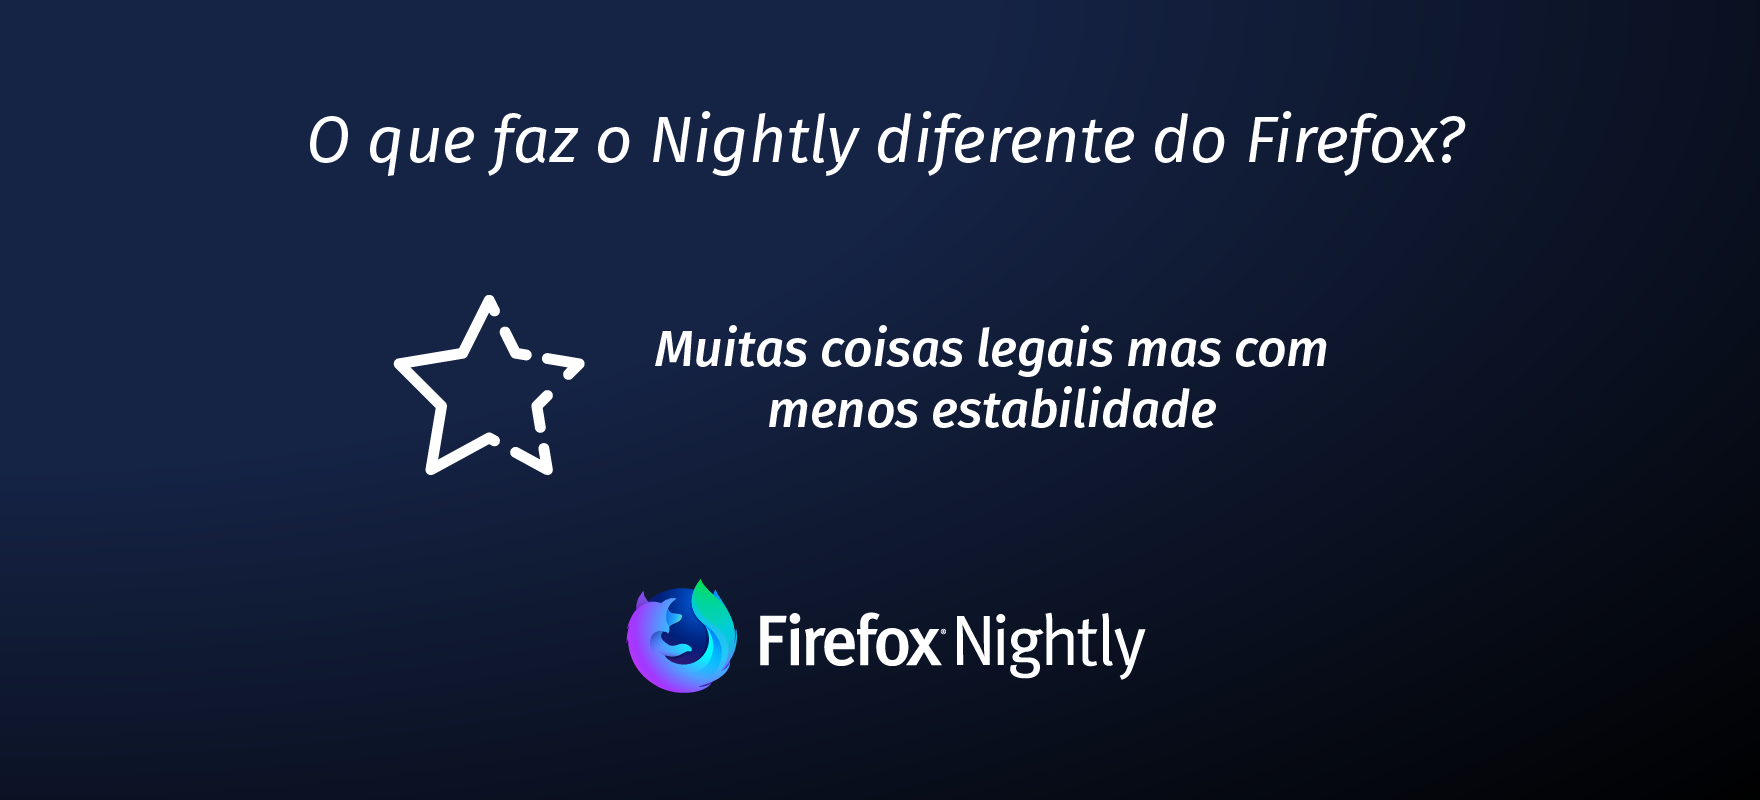 O que faz o Nightly diferente do Firefox?
Muitas coisas legais mas com
menos estabilidade
Firefox® Nightly